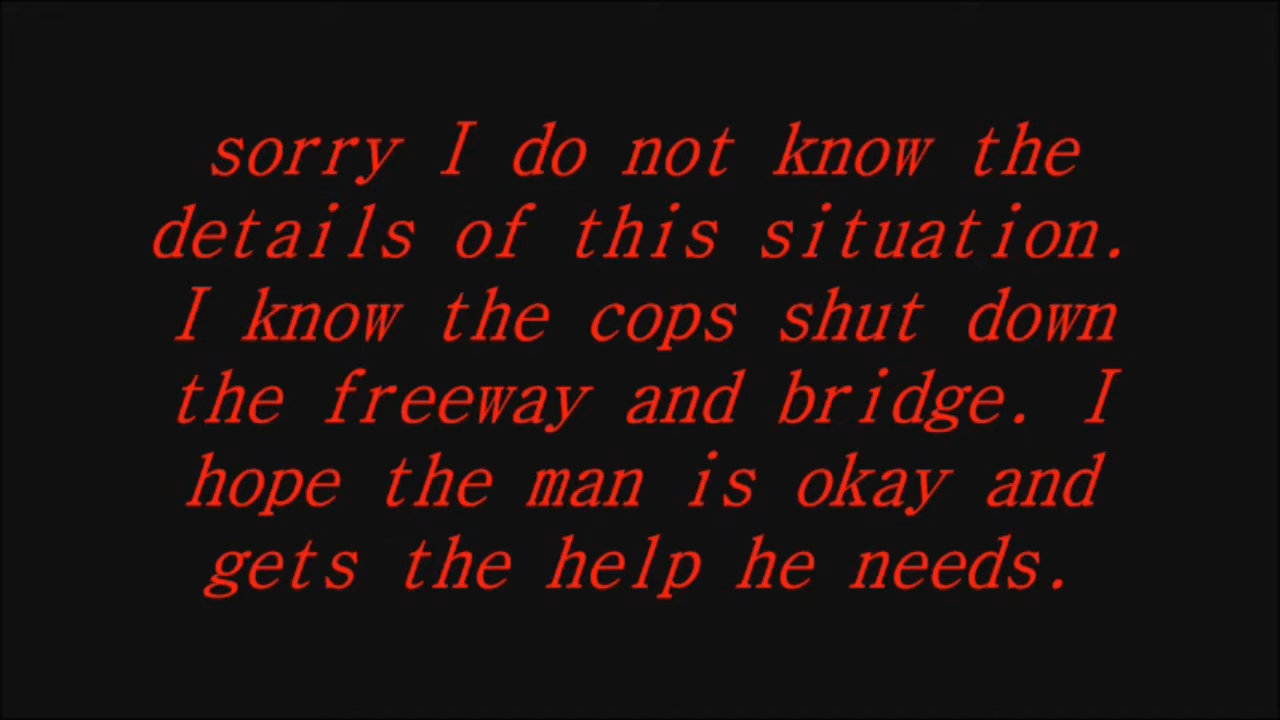 sorry I do not know the
details of this situation.
I know the cops shut down
the freeway and bridge. I
hope the man is okay and
gets the help he needs.